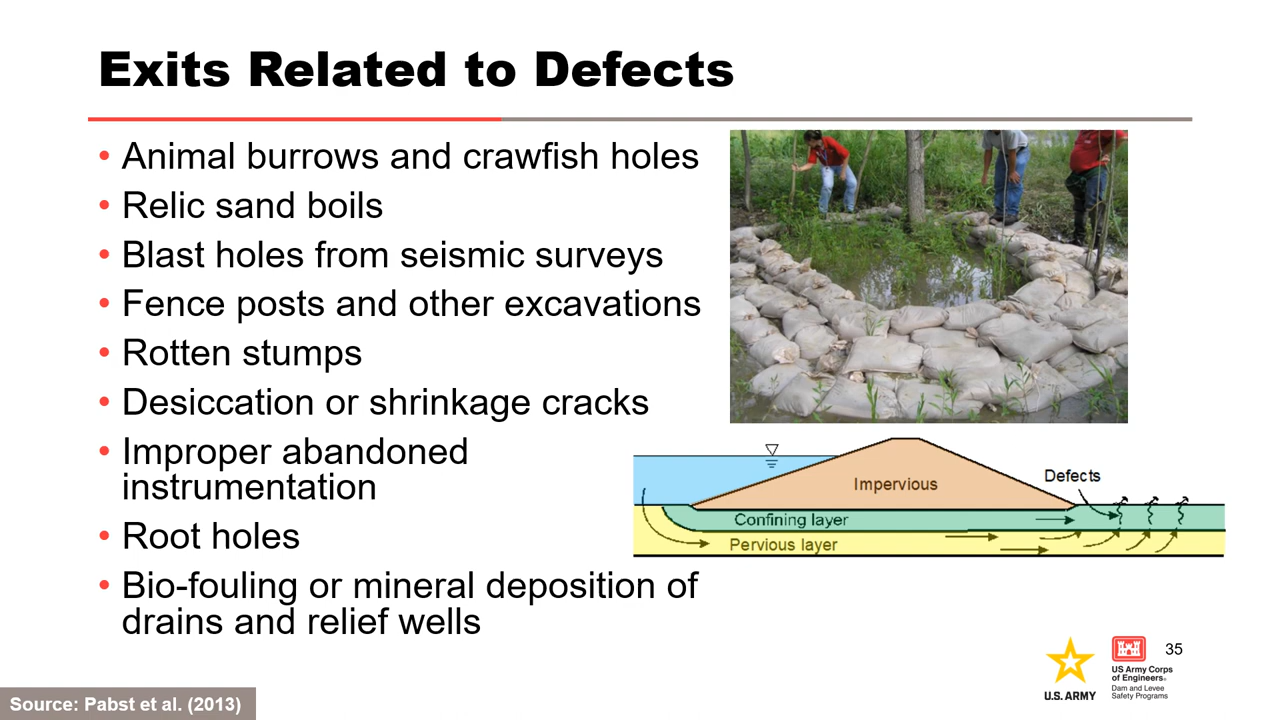 Exits Related to Defects
• Animal burrows and crawfish holes
• Relic sand boils
• Blast holes from seismic surveys
• Fence posts and other excavations
• Rotten stumps
• Desiccation or shrinkage cracks
• Improper abandoned
instrumentation
• Root holes
• Bio-fouling or mineral deposition of
drains and relief wells
Defects
Impervious
Confining layer
Pervious layer
35
U.S. ARMY
US Army Corps
of Engineers®
Dam and Levee
Safety Programs
Source: Pabst et al. (2013)